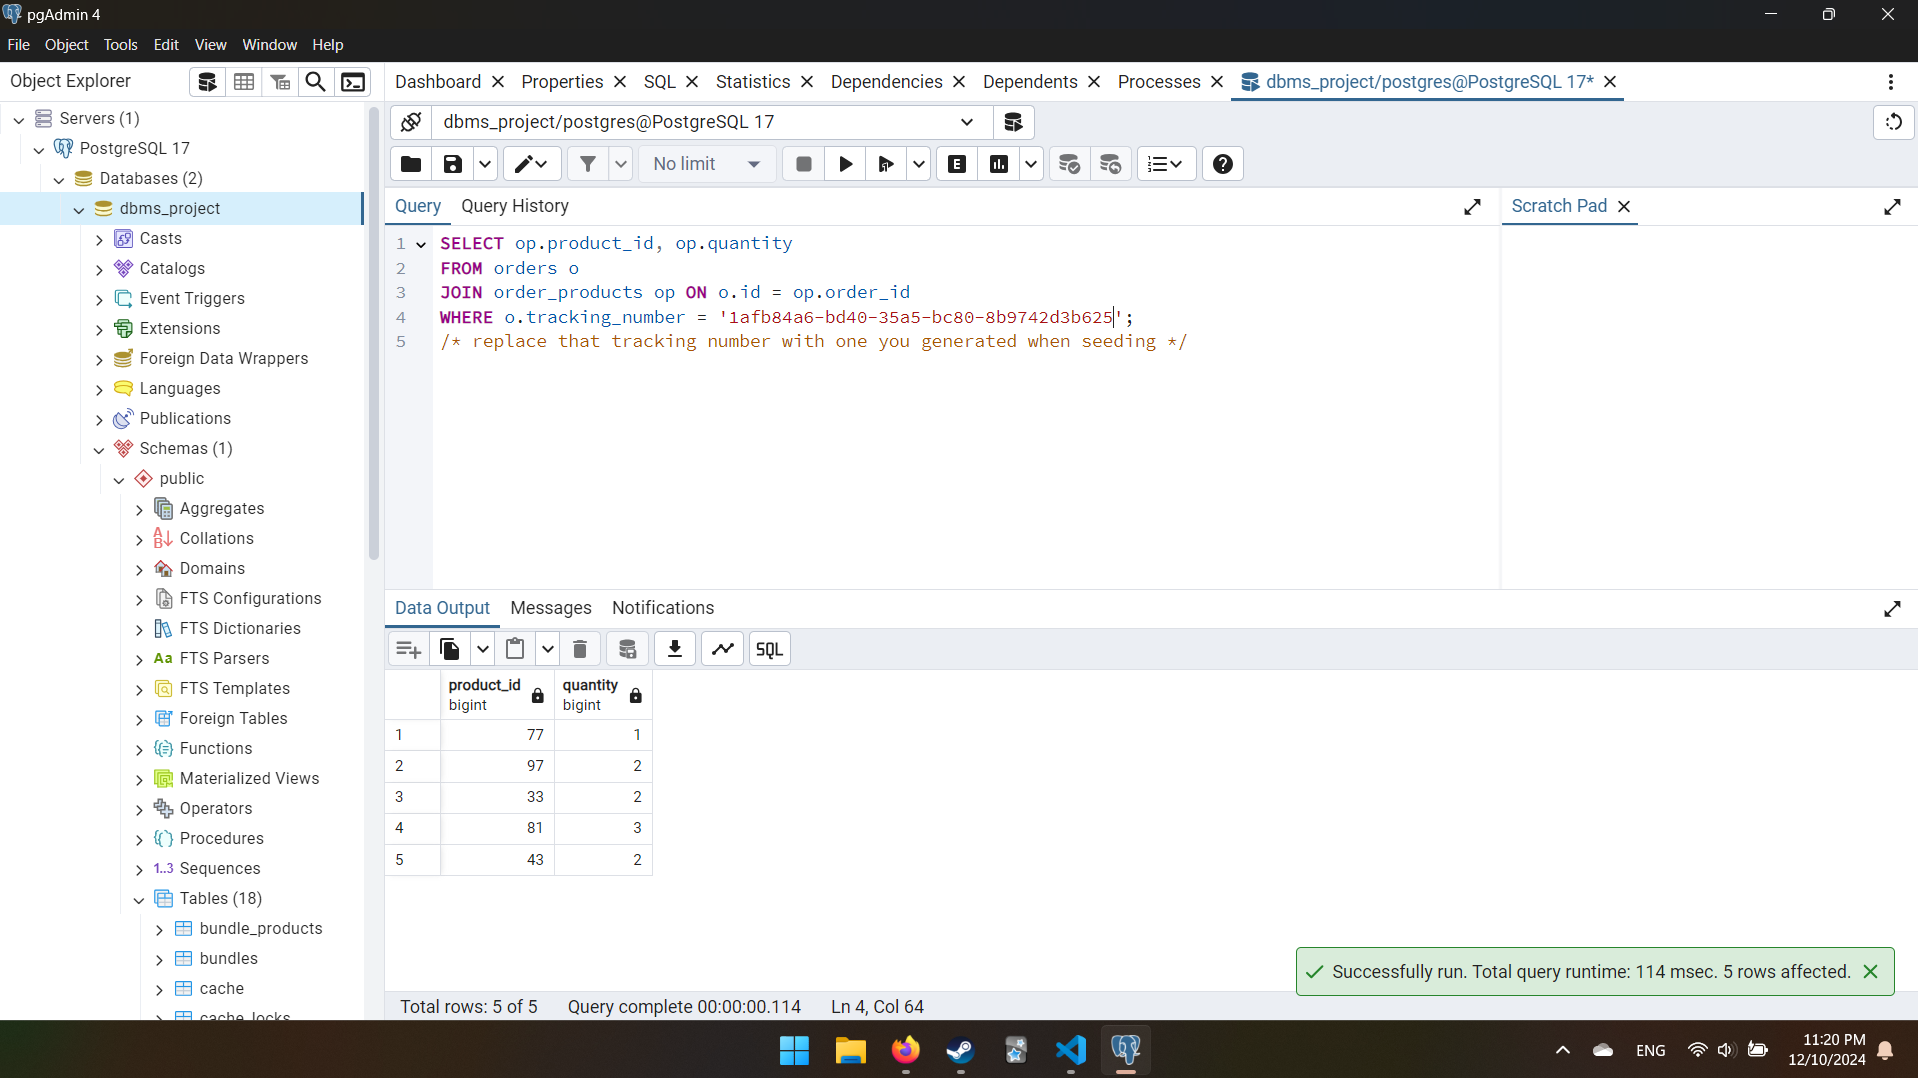 pgAdmin 4
File Object Tools Edit View Window Help
Object Explorer
Servers (1)
PostgreSQL 17
Databases (2)
dbms_project
Casts
Catalogs
Event Triggers
Extensions
Foreign Data Wrappers
Languages
Publications
Schemas (1)
public
Aggregates
Collations
Domains
FTS Configurations
FTS Dictionaries
Aa FTS Parsers
FTS Templates
Foreign Tables
Functions
Materialized Views
Operators
Procedures
1..3 Sequences
Tables (18)
bundle_products
bundles
cache
cache_locks
Dashboard Properties SQL Statistics Dependencies Dependents Processes dbms_project/postgres@PostgreSQL 17*
dbms_project/postgres@PostgreSQL 17
No limit E
Query Query History
Scratch Pad
1 SELECT op.product_id, op.quantity
2 FROM orders o
3 JOIN order_products op ON o.id = op.order_id
4 WHERE o.tracking_number = '1afb84a6-bd40-35a5-bc80-8b9742d3b625';
5 /* replace that tracking number with one you generated when seeding */
Data Output Messages Notifications
SQL
product_id quantity
bigint bigint
1 77 1
2 97 2
3 33 2
4 81 3
5 43 2
Successfully run. Total query runtime: 114 msec. 5 rows affected.
Total rows: 5 of 5 Query complete 00:00:00.114 Ln 4, Col 64
ENG
11:20 PM
12/10/2024